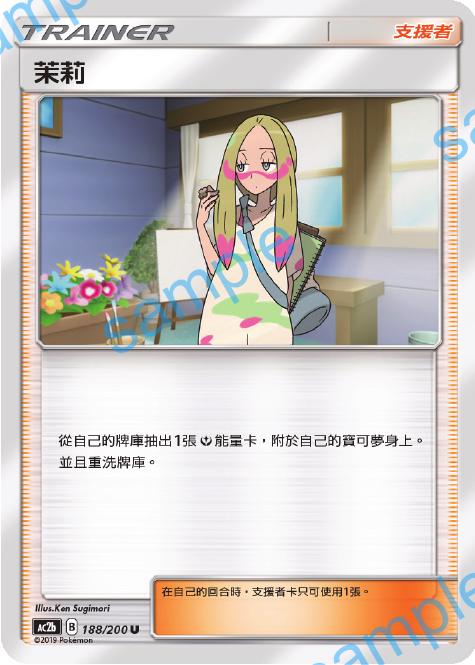 TRAINER
支援者
茉莉
從自己的牌庫抽出1張能量卡，附於自己的寶可夢身上。
並且重洗牌庫。
Illus.Ken Sugimori
在自己的回合時，支援者卡只可使用1張。
AC2b B 188/200 U
©2019 Pokémon
sample
sample
sample
sample
sample